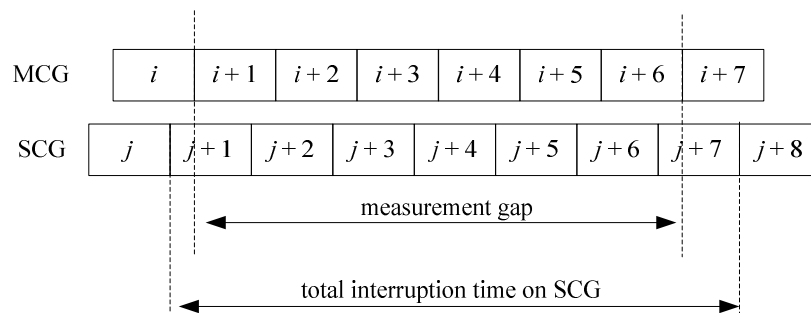 MCG i i + 1 i + 2 i + 3 i + 4 i + 5 i + 6 i + 7
SCG j j + 1 j + 2 j + 3 j + 4 j + 5 j + 6 j + 7 j + 8
measurement gap
total interruption time on SCG